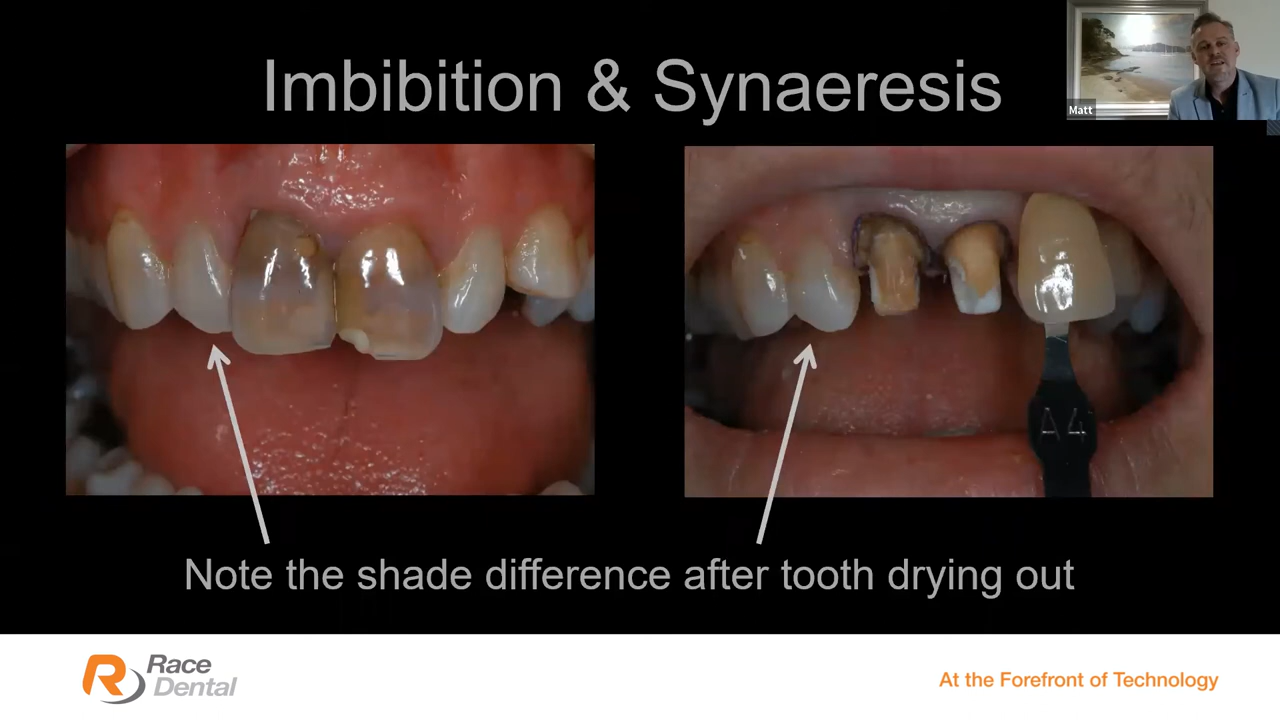 Imbibition & Synaeresis
Matt
A4
Note the shade difference after tooth drying out
Race
Dental
At the Forefront of Technology